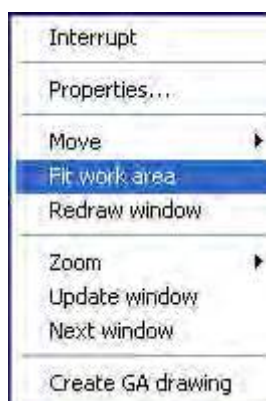 Interrupt
Properties...
Move
Fit work area
Redraw window
Zoom
Update window
Next window
Create GA drawing